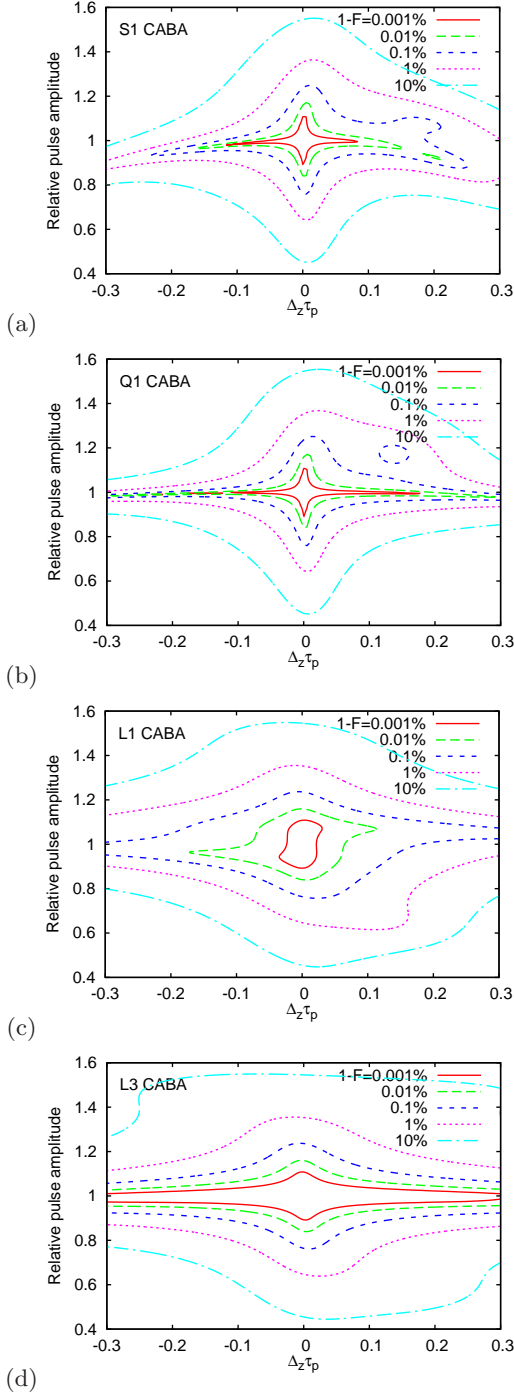 S1 CABA
1-F=0.001%
0.01%
0.1%
1%
10%
Relative pulse amplitude
1.6
1.4
1.2
1
0.8
0.6
0.4
-0.3 -0.2 -0.1 0 0.1 0.2 0.3
Δzτp
(a)
Q1 CABA
1-F=0.001%
0.01%
0.1%
1%
10%
Relative pulse amplitude
1.6
1.4
1.2
1
0.8
0.6
0.4
-0.3 -0.2 -0.1 0 0.1 0.2 0.3
Δzτp
(b)
L1 CABA
1-F=0.001%
0.01%
0.1%
1%
10%
Relative pulse amplitude
1.6
1.4
1.2
1
0.8
0.6
0.4
-0.3 -0.2 -0.1 0 0.1 0.2 0.3
Δzτp
(c)
L3 CABA
1-F=0.001%
0.01%
0.1%
1%
10%
Relative pulse amplitude
1.6
1.4
1.2
1
0.8
0.6
0.4
-0.3 -0.2 -0.1 0 0.1 0.2 0.3
Δzτp
(d)